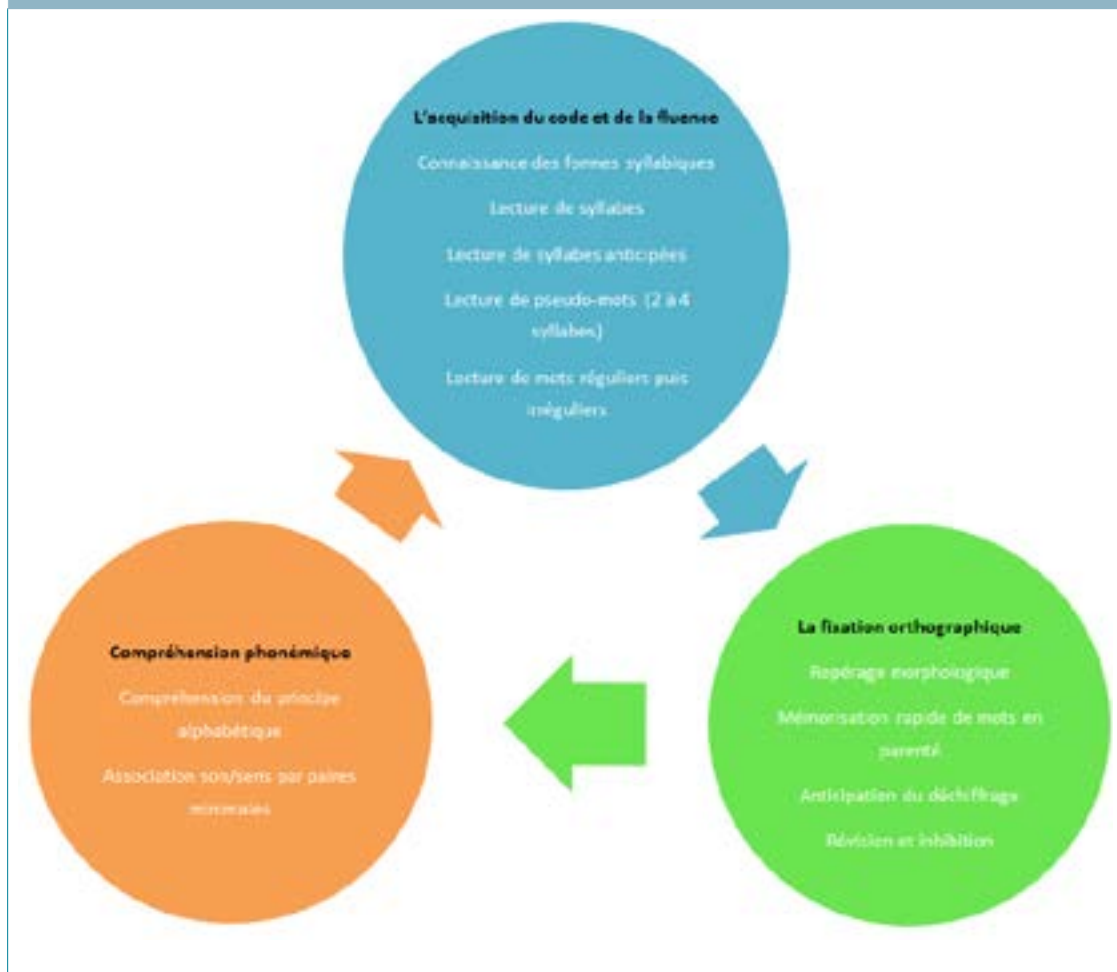 L'acquisition du code et de la fluence
Connaissance des formes syllabiques
Lecture de syllabes
Lecture de syllabes anticipées
Lecture de pseudo-mots (2 à 4
syllabes)
Lecture de mots réguliers puis
irréguliers
Compréhension phonémique
Compréhension du principe
alphabétique
Association son/sens par paires
minimales
La fixation orthographique
Repérage morphologique
Mémorisation rapide de mots en
parenté
Anticipation du déchiffrage
Révision et inhibition